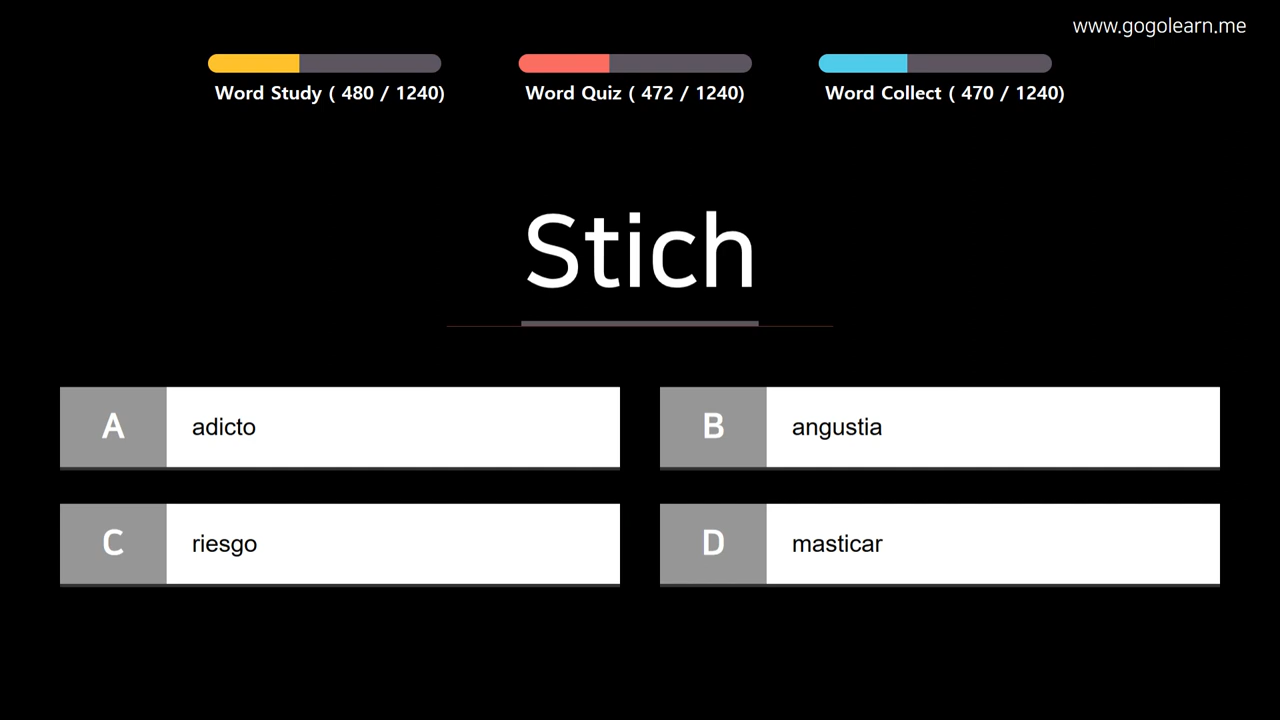 www.gogolearn.me
Word Study ( 480 / 1240)
Word Quiz ( 472 / 1240)
Word Collect ( 470 / 1240)
Stich
A adicto
B angustia
C riesgo
D masticar